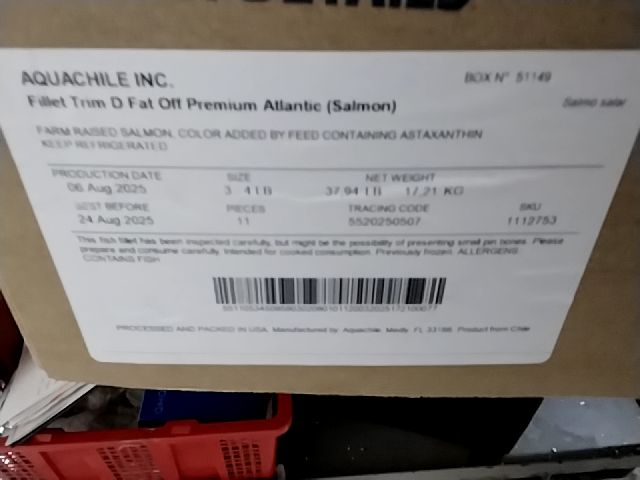 AQUACHILE INC.
BOX N° 51149
Fillet Trim D Fat Off Premium Atlantic (Salmon)
Salmo salar
FARM RAISED SALMON, COLOR ADDED BY FEED CONTAINING ASTAXANTHIN
KEEP REFRIGERATED
PRODUCTION DATE SIZE NET WEIGHT
06 Aug 2025 3 4 LB 37.94 LB 17.21 KG
BEST BEFORE PIECES TRACING CODE SKU
24 Aug 2025 11 5520250507 1112753
This fish fillet has been inspected carefully, but might be the possibility of presenting small pin bones. Please
prepare and consume carefully. Intended for cooked consumption. Previously frozen. ALLERGENS:
CONTAINS FISH
PROCESSED AND PACKED IN USA. Manufactured by: Aquachile, FL Product from Chile